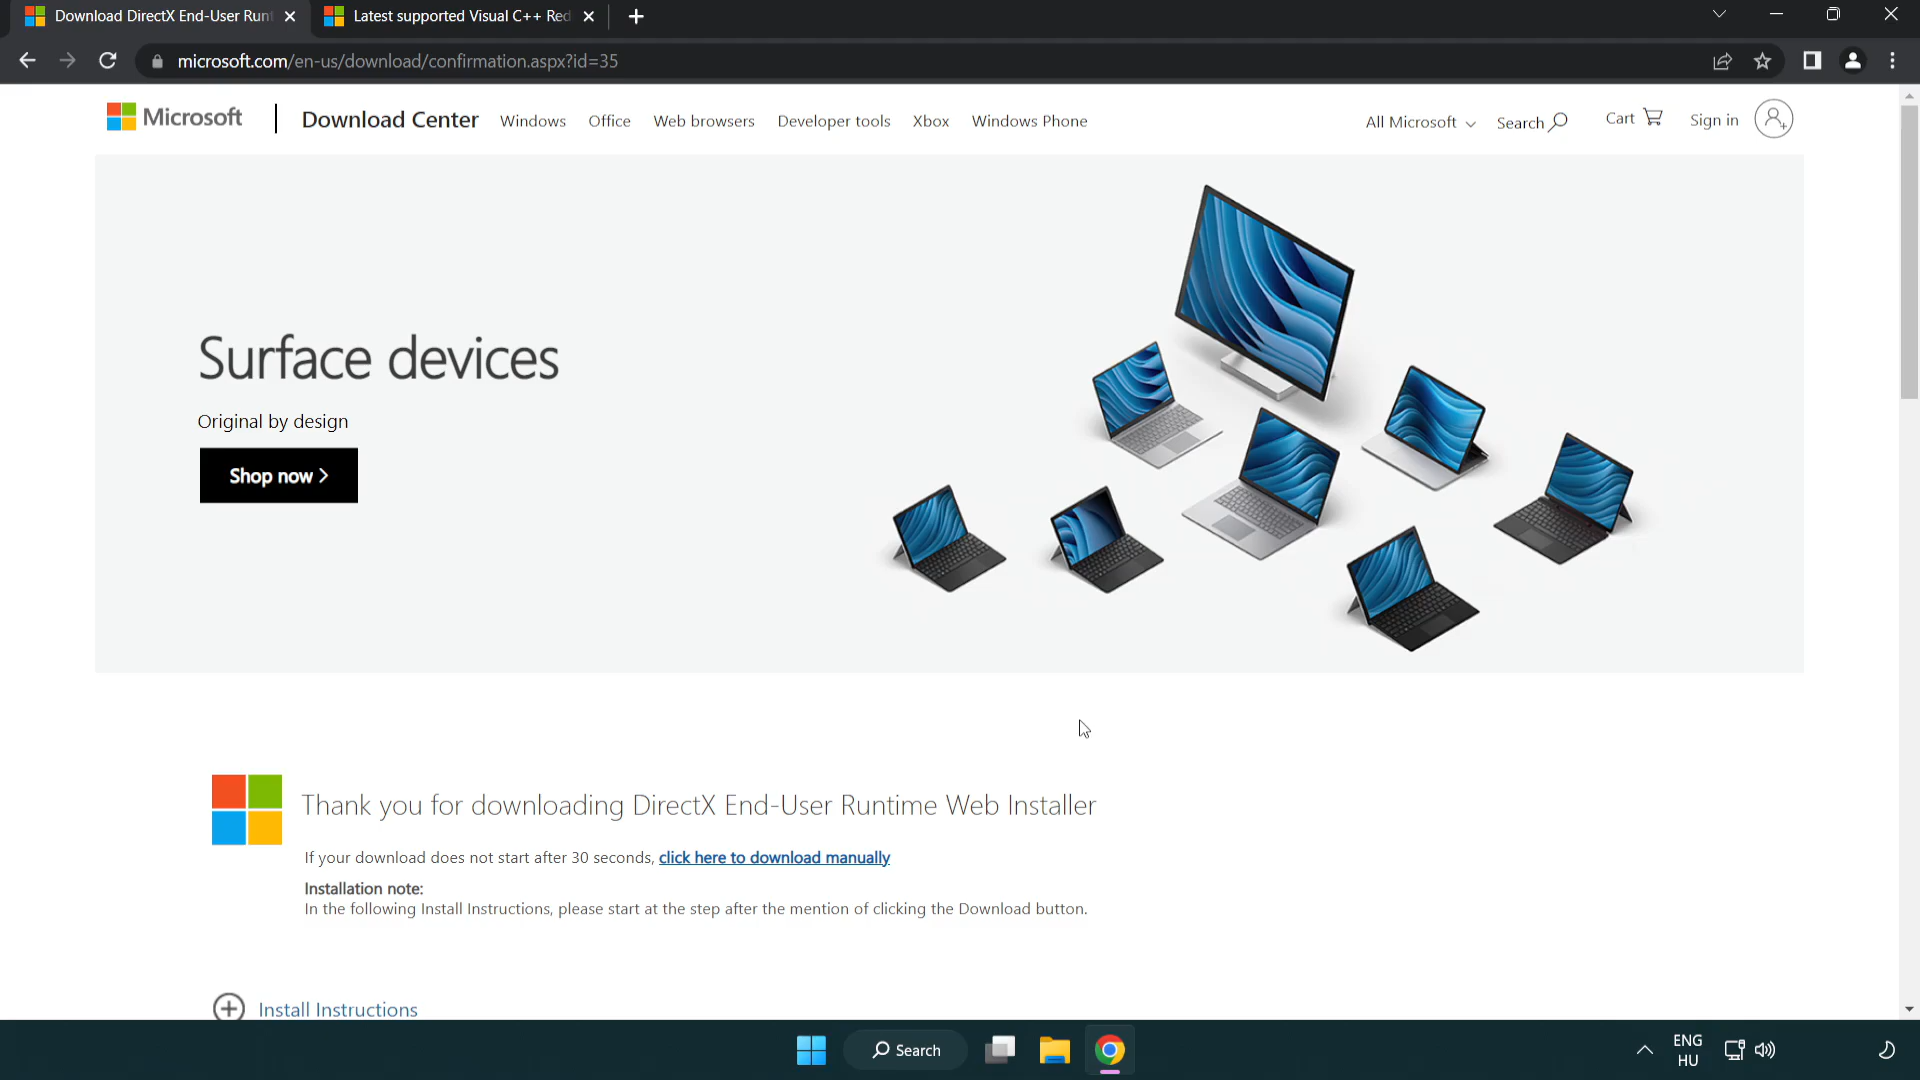 Download DirectX End-User Runt
Latest supported Visual C++ Red
microsoft.com/en-us/download/confirmation.aspx?id=35
Microsoft
Download Center
Windows
Office
Web browsers
Developer tools
Xbox
Windows Phone
All Microsoft
Search
Cart
Sign in
Surface devices
Original by design
Shop now >
Thank you for downloading DirectX End-User Runtime Web Installer
If your download does not start after 30 seconds, click here to download manually
Installation note:
In the following Install Instructions, please start at the step after the mention of clicking the Download button.
Install Instructions
Search
ENG
HU